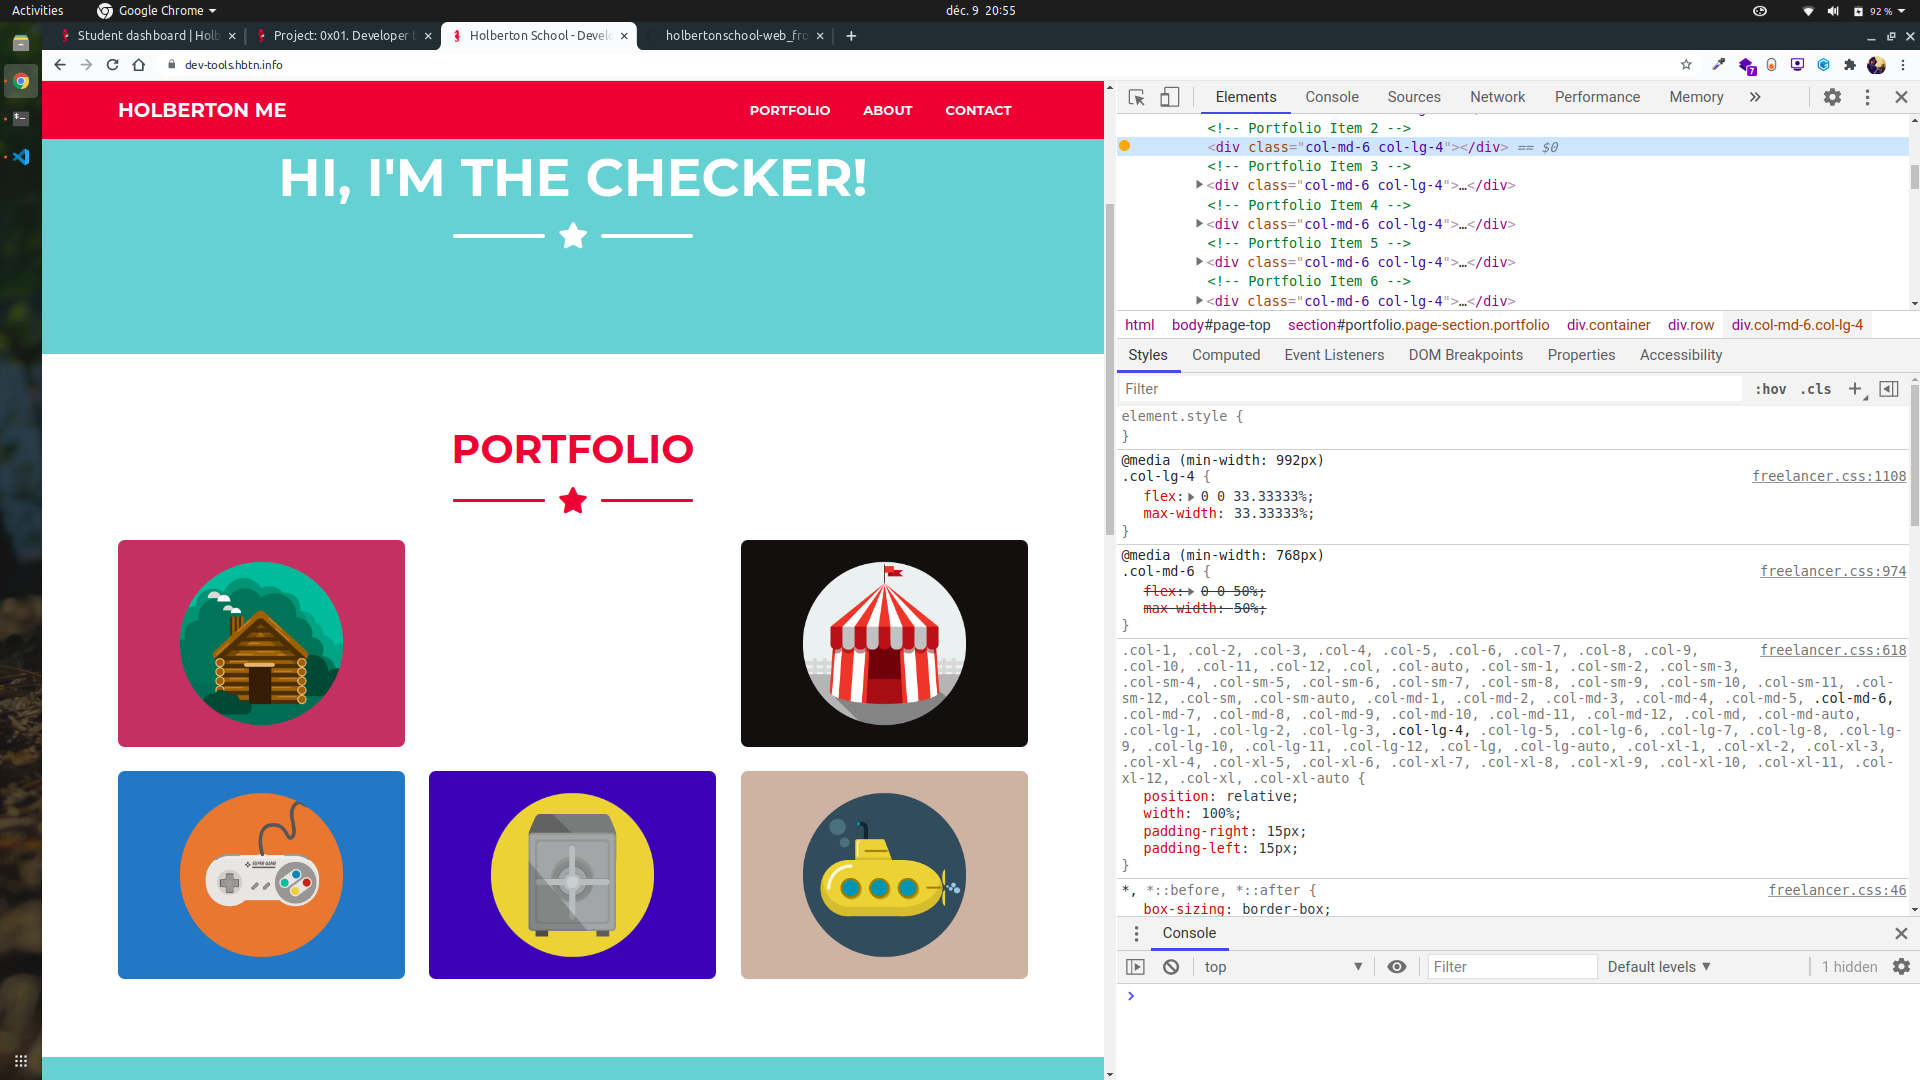 Activities
Google Chrome
déc. 9 20:55
92 %
Student dashboard | Holb
Project: 0x01. Developer t
Holberton School - Develo
holbertonschool-web_fro
dev-tools.hbtn.info
7
HOLBERTON ME
PORTFOLIO
ABOUT
CONTACT
HI, I'M THE CHECKER!
PORTFOLIO
SUPER GAME
Elements
Console
Sources
Network
Performance
Memory
<!-- Portfolio Item 2 -->
<div class="col-md-6 col-lg-4"></div> == $0
<!-- Portfolio Item 3 -->
<div class="col-md-6 col-lg-4">…</div>
<!-- Portfolio Item 4 -->
<div class="col-md-6 col-lg-4">…</div>
<!-- Portfolio Item 5 -->
<div class="col-md-6 col-lg-4">…</div>
<!-- Portfolio Item 6 -->
<div class="col-md-6 col-lg-4">…</div>
html body#page-top section#portfolio.page-section.portfolio div.container div.row div.col-md-6.col-lg-4
Styles
Computed
Event Listeners
DOM Breakpoints
Properties
Accessibility
Filter
:hov
.cls
element.style {
}
@media (min-width: 992px)
.col-lg-4 {
freelancer.css:1108
flex: 0 0 33.33333%;
max-width: 33.33333%;
}
@media (min-width: 768px)
.col-md-6 {
freelancer.css:974
flex: 0 0 50%;
max-width: 50%;
}
.col-1, .col-2, .col-3, .col-4, .col-5, .col-6, .col-7, .col-8, .col-9,
freelancer.css:618
.col-10, .col-11, .col-12, .col, .col-auto, .col-sm-1, .col-sm-2, .col-sm-3,
.col-sm-4, .col-sm-5, .col-sm-6, .col-sm-7, .col-sm-8, .col-sm-9, .col-sm-10, .col-sm-11, .col-
sm-12, .col-sm, .col-sm-auto, .col-md-1, .col-md-2, .col-md-3, .col-md-4, .col-md-5, .col-md-6,
.col-md-7, .col-md-8, .col-md-9, .col-md-10, .col-md-11, .col-md-12, .col-md, .col-md-auto,
.col-lg-1, .col-lg-2, .col-lg-3, .col-lg-4, .col-lg-5, .col-lg-6, .col-lg-7, .col-lg-8, .col-lg-
9, .col-lg-10, .col-lg-11, .col-lg-12, .col-lg, .col-lg-auto, .col-xl-1, .col-xl-2, .col-xl-3,
.col-xl-4, .col-xl-5, .col-xl-6, .col-xl-7, .col-xl-8, .col-xl-9, .col-xl-10, .col-xl-11, .col-
xl-12, .col-xl, .col-xl-auto {
position: relative;
width: 100%;
padding-right: 15px;
padding-left: 15px;
}
*, *::before, *::after {
freelancer.css:46
box-sizing: border-box;
Console
top
Filter
Default levels
1 hidden